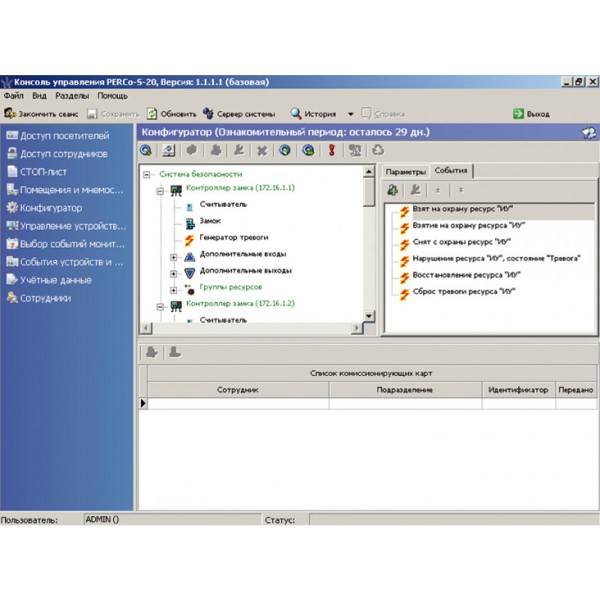 Консоль управления PERCo-S-20, Версия: 1.1.1.1 (базовая)
Файл Вид Разделы Помощь
Закончить сеанс Сохранить Обновить Сервер системы История Справка Выход
Конфигуратор (Ознакомительный период: осталось 29 дн.)
Доступ посетителей
Доступ сотрудников
СТОП-лист
Помещения и мнемос...
Конфигуратор
Управление устройств...
Выбор событий монит...
События устройств и ...
Учётные данные
Сотрудники
Система безопасности
Контроллер замка (172.16.1.1)
Считыватель
Замок
Генератор тревоги
Дополнительные входы
Дополнительные выходы
Группы ресурсов
Контроллер замка (172.16.1.2)
Считыватель
Параметры События
Взят на охрану ресурс "ИУ"
Взятие на охрану ресурса "ИУ"
Снят с охраны ресурс "ИУ"
Нарушение ресурса "ИУ", состояние "Тревога"
Восстановление ресурса "ИУ"
Сброс тревоги ресурса "ИУ"
Список комиссионирующих карт
Сотрудник Подразделение Идентификатор Передано
Пользователь: ADMIN () Статус: